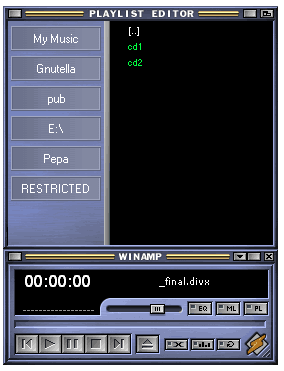 PLAYLIST EDITOR
My Music
Gnutella
pub
E:\
Pepa
RESTRICTED
[..]
cd1
cd2
WINAMP
00:00:00
_final.divx
EQ
ML
PL